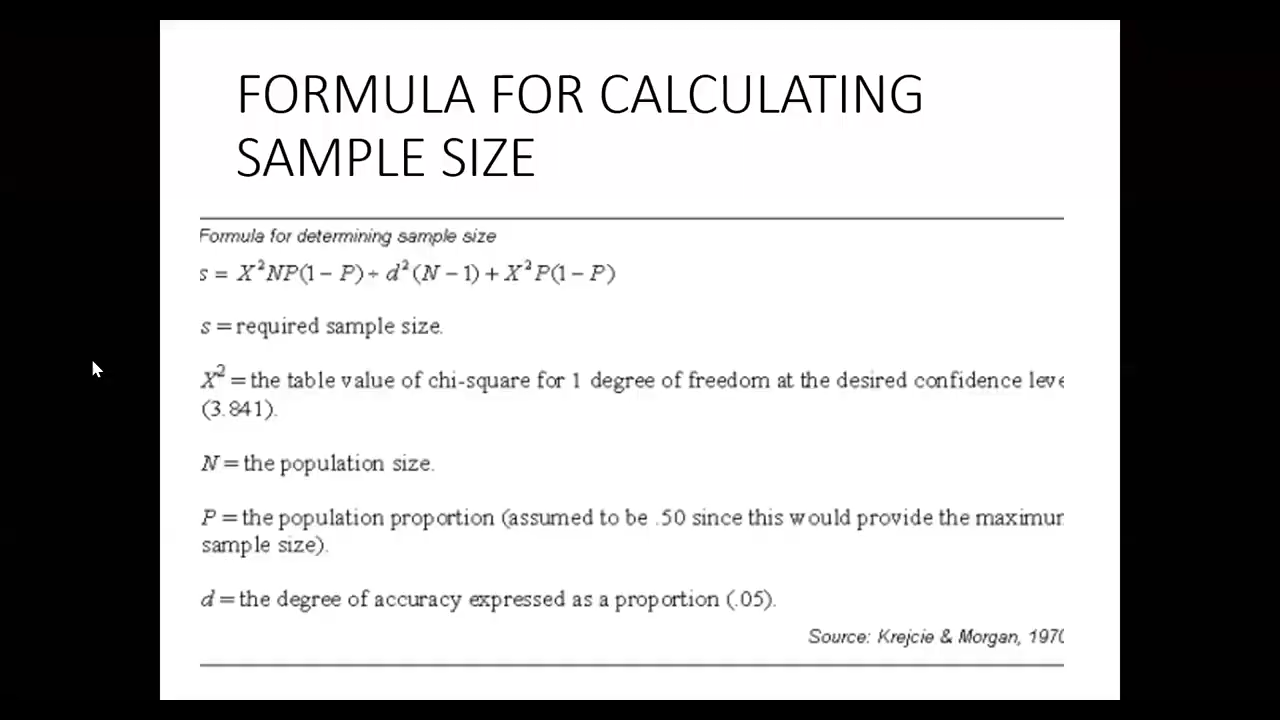 FORMULA FOR CALCULATING
SAMPLE SIZE
Formula for determining sample size
s = X²NP(1 − P) ÷ d²(N − 1) + X²P(1 − P)
s = required sample size.
X² = the table value of chi-square for 1 degree of freedom at the desired confidence leve
(3.841).
N = the population size.
P = the population proportion (assumed to be .50 since this would provide the maximur
sample size).
d = the degree of accuracy expressed as a proportion (.05).
Source: Krejcie & Morgan, 1970